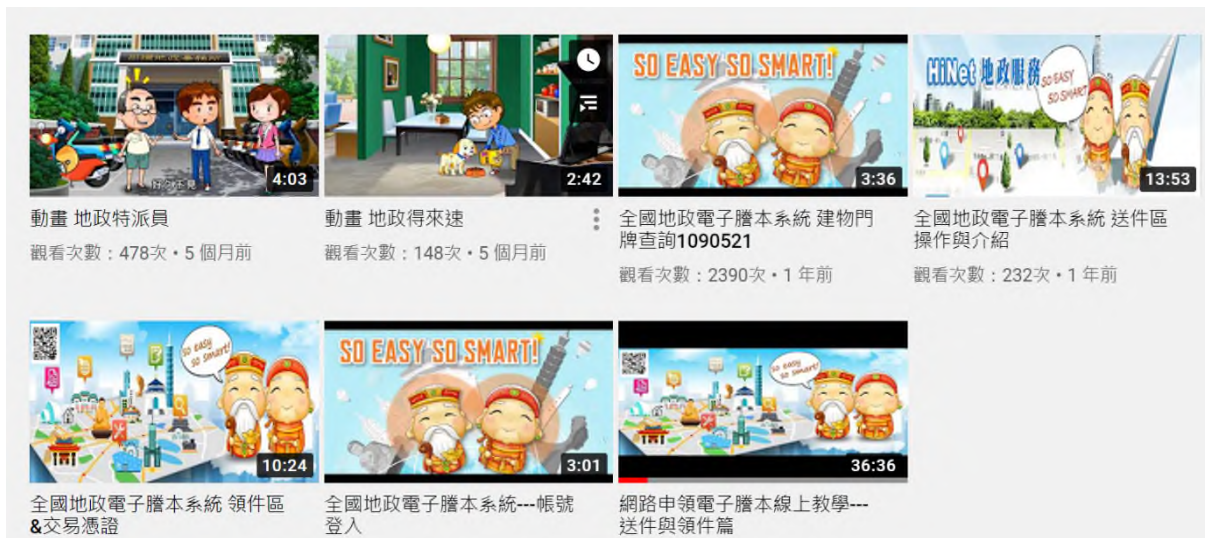 好久不見
4:03
2:42
SO EASY SO SMART!
3:36
HiNet 地政服務
SO EASY
SO SMART
13:53
動畫 地政特派員
觀看次數：478次 • 5 個月前
動畫 地政得來速
觀看次數：148次 • 5 個月前
全國地政電子謄本系統 建物門
牌查詢1090521
觀看次數：2390次 • 1 年前
全國地政電子謄本系統 送件區
操作與介紹
觀看次數：232次 • 1 年前
so easy
so smart!
10:24
SO EASY SO SMART!
3:01
so easy
so smart!
36:36
全國地政電子謄本系統 領件區
&交易憑證
全國地政電子謄本系統---帳號
登入
網路申領電子謄本線上教學---
送件與領件篇